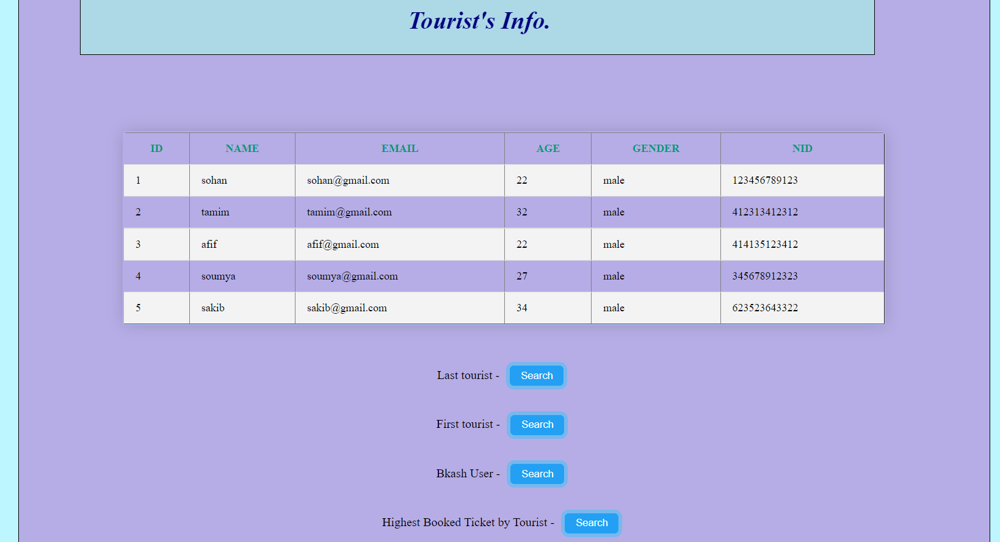 Tourist's Info.
ID NAME EMAIL AGE GENDER NID
1 sohan sohan@gmail.com 22 male 123456789123
2 tamim tamim@gmail.com 32 male 412313412312
3 afif afif@gmail.com 22 male 414135123412
4 soumya soumya@gmail.com 27 male 345678912323
5 sakib sakib@gmail.com 34 male 623523643322
Last tourist - Search
First tourist - Search
Bkash User - Search
Highest Booked Ticket by Tourist - Search